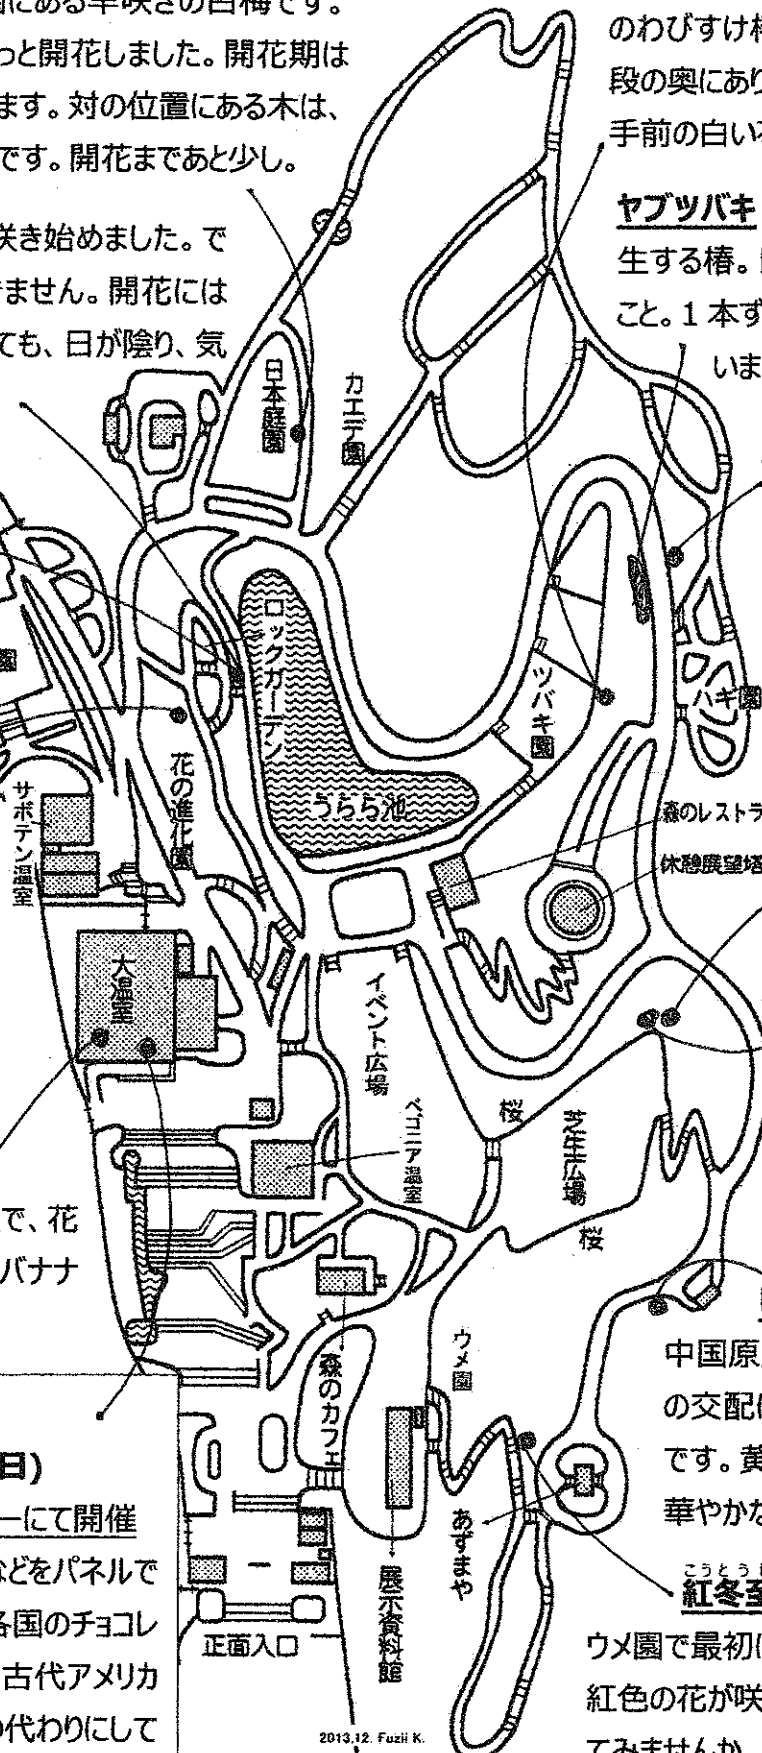 園にある早咲きの白梅です。
っと開花しました。開花期は
ます。対の位置にある木は、
です。開花まであと少し。
咲き始めました。で
ません。開花には
ても、日が陰り、気
のわびすけ
段の奥にあり
手前の白い
ヤブツバキ
生する椿。
こと。1本ず
いま
日本庭園
カエデ園
ロックガーデン
うらら池
ツバキ園
ハギ園
園
花の進化園
サボテン温室
森のレストラ
休憩展望塔
大温室
イベント広場
ベゴニア温室
桜
芝生広場
桜
で、花
バナナ
ウメ園
森のカフェ
あずまや
展示資料館
正面入口
中国原
の交配
です。黄
華やかな
日)
ーにて開催
などをパネルで
各国のチョコレ
古代アメリカ
の代わりにして
こうとう
紅冬至
ウメ園で最初に
紅色の花が咲
てみませんか
2013.12. Fuzii K.